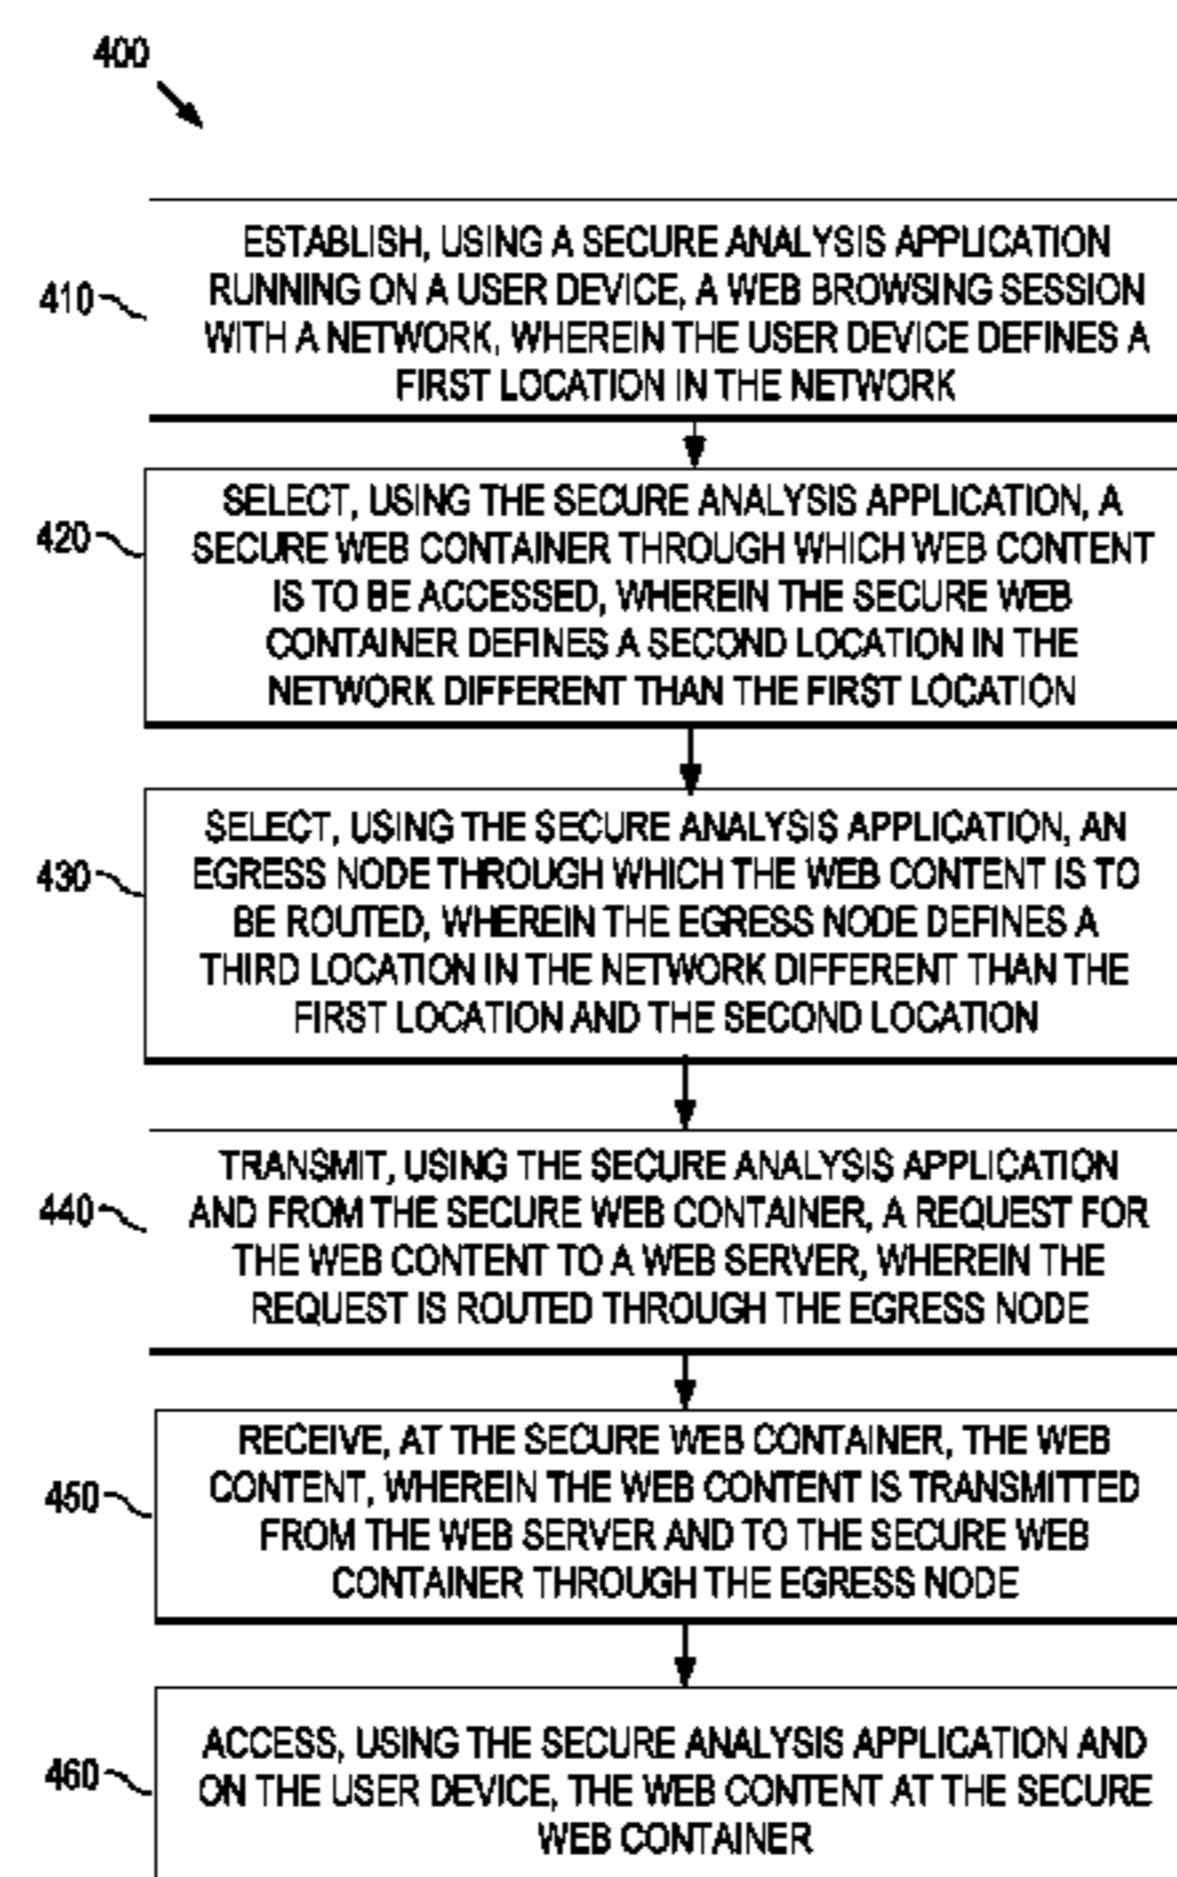 400
410
ESTABLISH, USING A SECURE ANALYSIS APPLICATION
RUNNING ON A USER DEVICE, A WEB BROWSING SESSION
WITH A NETWORK, WHEREIN THE USER DEVICE DEFINES A
FIRST LOCATION IN THE NETWORK
420
SELECT, USING THE SECURE ANALYSIS APPLICATION, A
SECURE WEB CONTAINER THROUGH WHICH WEB CONTENT
IS TO BE ACCESSED, WHEREIN THE SECURE WEB
CONTAINER DEFINES A SECOND LOCATION IN THE
NETWORK DIFFERENT THAN THE FIRST LOCATION
430
SELECT, USING THE SECURE ANALYSIS APPLICATION, AN
EGRESS NODE THROUGH WHICH THE WEB CONTENT IS TO
BE ROUTED, WHEREIN THE EGRESS NODE DEFINES A
THIRD LOCATION IN THE NETWORK DIFFERENT THAN THE
FIRST LOCATION AND THE SECOND LOCATION
440
TRANSMIT, USING THE SECURE ANALYSIS APPLICATION
AND FROM THE SECURE WEB CONTAINER, A REQUEST FOR
THE WEB CONTENT TO A WEB SERVER, WHEREIN THE
REQUEST IS ROUTED THROUGH THE EGRESS NODE
450
RECEIVE, AT THE SECURE WEB CONTAINER, THE WEB
CONTENT, WHEREIN THE WEB CONTENT IS TRANSMITTED
FROM THE WEB SERVER AND TO THE SECURE WEB
CONTAINER THROUGH THE EGRESS NODE
460
ACCESS, USING THE SECURE ANALYSIS APPLICATION AND
ON THE USER DEVICE, THE WEB CONTENT AT THE SECURE
WEB CONTAINER